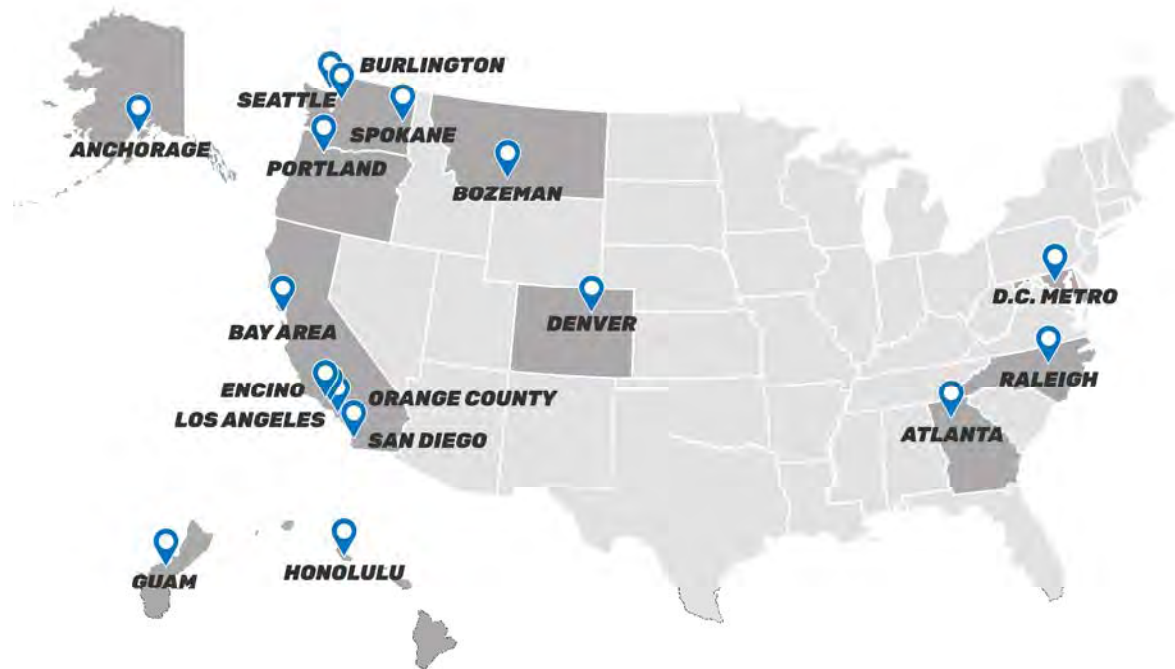 BURLINGTON
SEATTLE
SPOKANE
ANCHORAGE
PORTLAND
BOZEMAN
D.C. METRO
BAY AREA
DENVER
RALEIGH
ENCINO
ORANGE COUNTY
LOS ANGELES
ATLANTA
SAN DIEGO
HONOLULU
GUAM